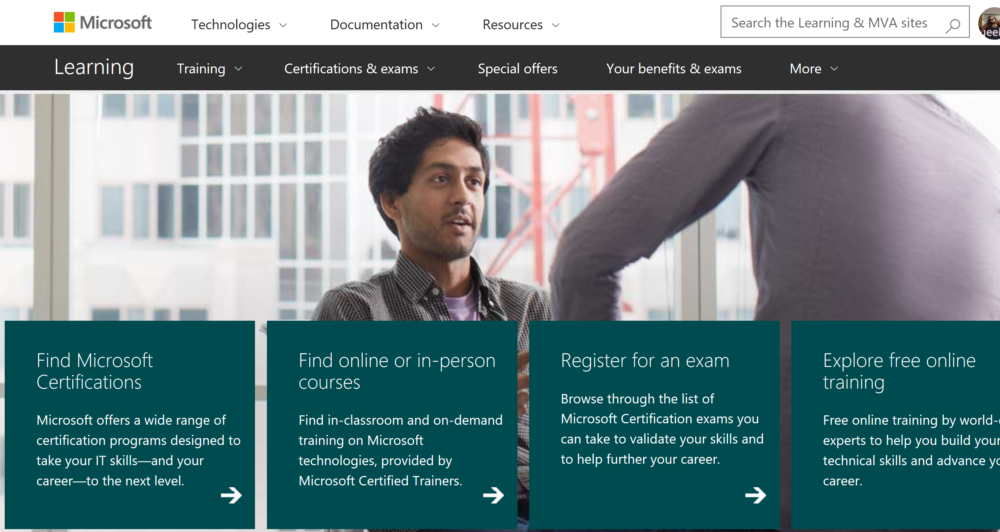 Microsoft
Technologies
Documentation
Resources
Search the Learning & MVA sites
Learning
Training
Certifications & exams
Special offers
Your benefits & exams
More
Find Microsoft
Certifications
Microsoft offers a wide range of
certification programs designed to
take your IT skills—and your
career—to the next level.
Find online or in-person
courses
Find in-classroom and on-demand
training on Microsoft
technologies, provided by
Microsoft Certified Trainers.
Register for an exam
Browse through the list of
Microsoft Certification exams you
can take to validate your skills and
to help further your career.
Explore free online
training
Free online training by world-
experts to help you build your
technical skills and advance
career.